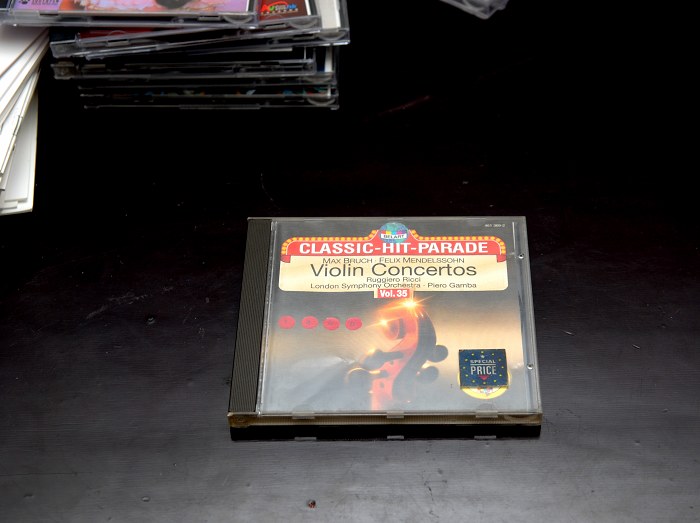 BELART
CLASSIC-HIT-PARADE
MAX BRUCH · FELIX MENDELSSOHN
Violin Concertos
Ruggiero Ricci
London Symphony Orchestra · Piero Gamba
Vol. 35
SPECIAL
PRICE